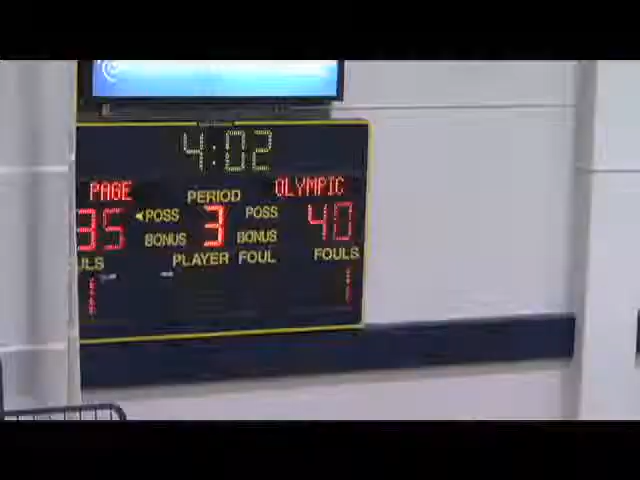 4:02
PAGE PERIOD OLYMPIC
35 ◄POSS 3 POSS 40
BONUS BONUS
ULS PLAYER FOUL FOULS